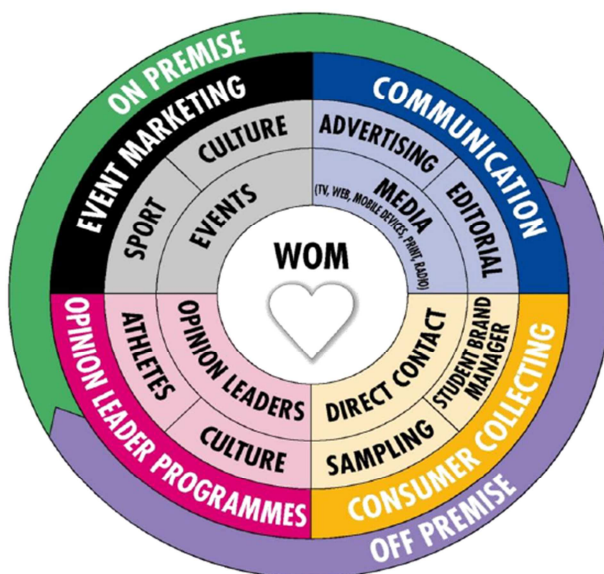 ON PREMISE
EVENT MARKETING
CULTURE
SPORT
EVENTS
COMMUNICATION
ADVERTISING
EDITORIAL
MEDIA
(TV, WEB, MOBILE DEVICES, PRINT, RADIO)
WOM
OPINION LEADER PROGRAMMES
ATHLETES
CULTURE
OPINION LEADERS
DIRECT CONTACT
STUDENT BRAND
MANAGER
SAMPLING
CONSUMER COLLECTING
OFF PREMISE